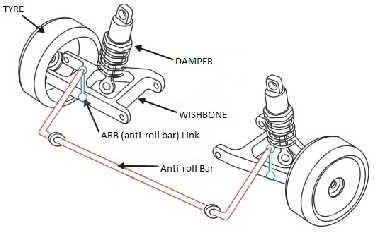 TYRE
DAMPER
WISHBONE
ARB (anti-roll bar) Link
Anti-roll Bar